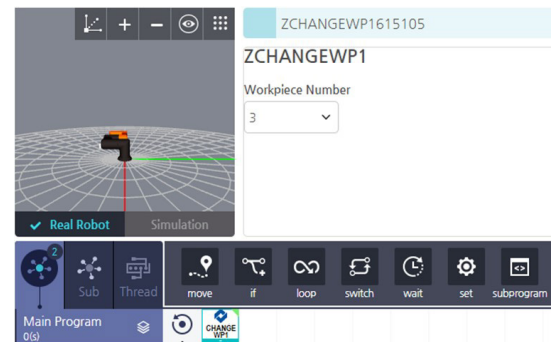 ZCHANGEWP1615105
ZCHANGEWP1
Workpiece Number
3
Real Robot
Simulation
2
Sub
Thread
move
if
loop
switch
wait
set
subprogram
Main Program
0(s)
CHANGE
WP1